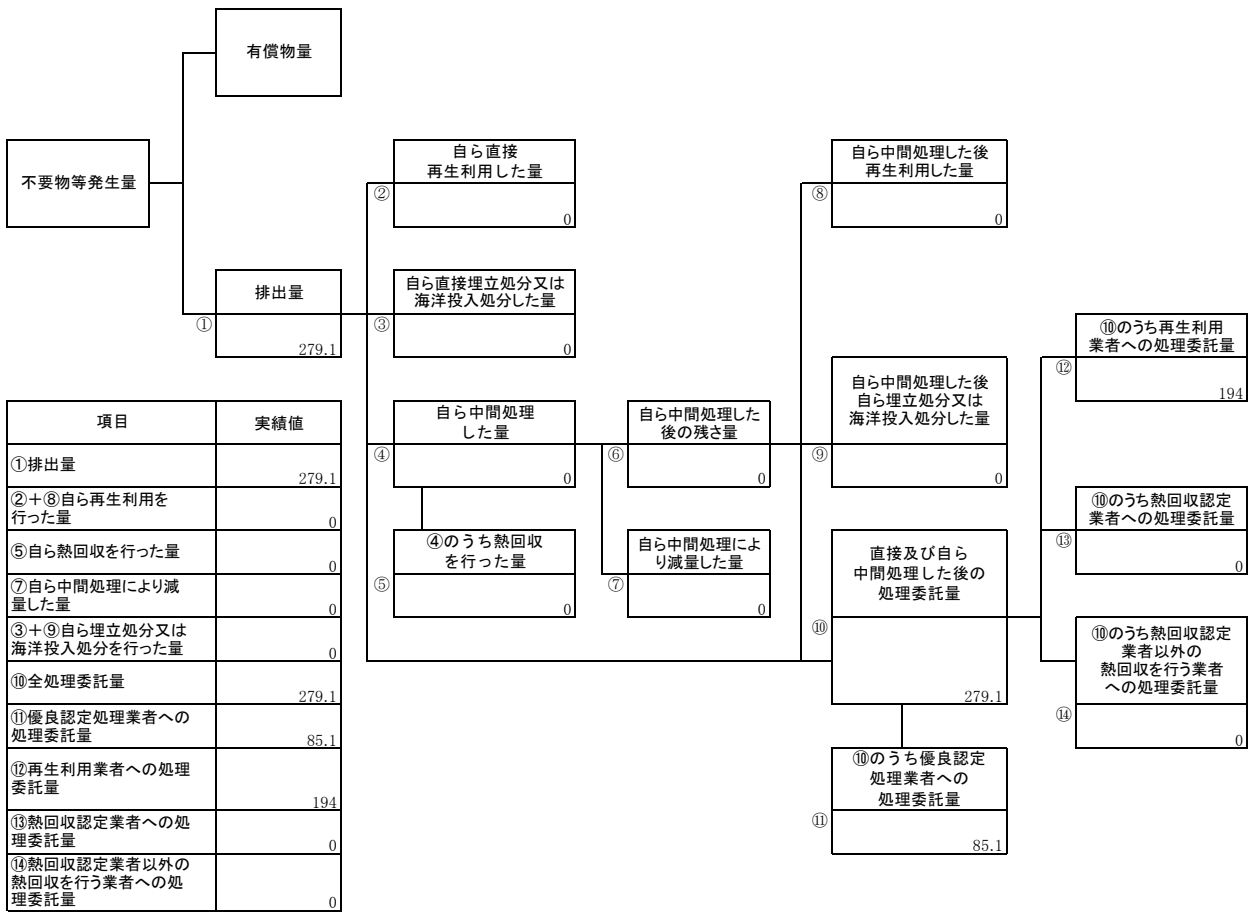 有償物量
不要物等発生量
排出量
①
279.1
自ら直接
再生利用した量
②
0
自ら直接埋立処分又は
海洋投入処分した量
③
0
自ら中間処理
した量
④
0
④のうち熱回収
を行った量
⑤
0
自ら中間処理した
後の残さ量
⑥
0
自ら中間処理によ
り減量した量
⑦
0
自ら中間処理した後
再生利用した量
⑧
0
自ら中間処理した後
自ら埋立処分又は
海洋投入処分した量
⑨
0
直接及び自ら
中間処理した後の
処理委託量
⑩
279.1
⑩のうち優良認定
処理業者への
処理委託量
⑪
85.1
⑩のうち再生利用
業者への処理委託量
⑫
194
⑩のうち熱回収認定
業者への処理委託量
⑬
0
⑩のうち熱回収認定
業者以外の
熱回収を行う業者
への処理委託量
⑭
0
項目 実績値
①排出量
279.1
②+⑧自ら再生利用を
行った量
0
⑤自ら熱回収を行った量
0
⑦自ら中間処理により減
量した量
0
③+⑨自ら埋立処分又は
海洋投入処分を行った量
0
⑩全処理委託量
279.1
⑪優良認定処理業者への
処理委託量
85.1
⑫再生利用業者への処理
委託量
194
⑬熱回収認定業者への処
理委託量
0
⑭熱回収認定業者以外の
熱回収を行う業者への処
理委託量
0